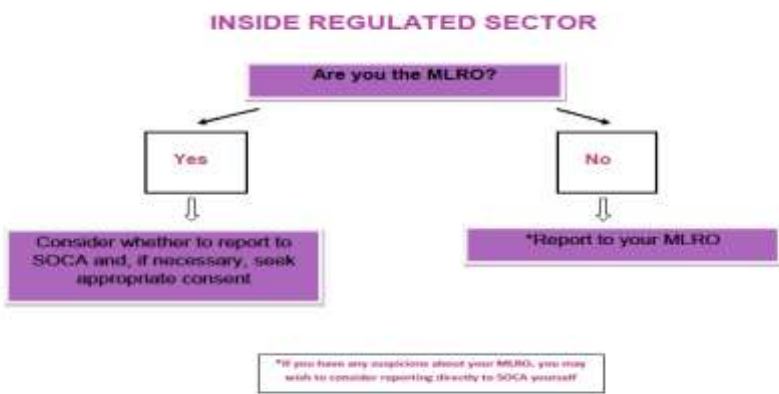 INSIDE REGULATED SECTOR
Are you the MLRO?
Yes
No
Consider whether to report to
SOCA and, if necessary, seek
appropriate consent
*Report to your MLRO
*If you have any suspicions about your MLRO, you may
wish to consider reporting directly to SOCA yourself